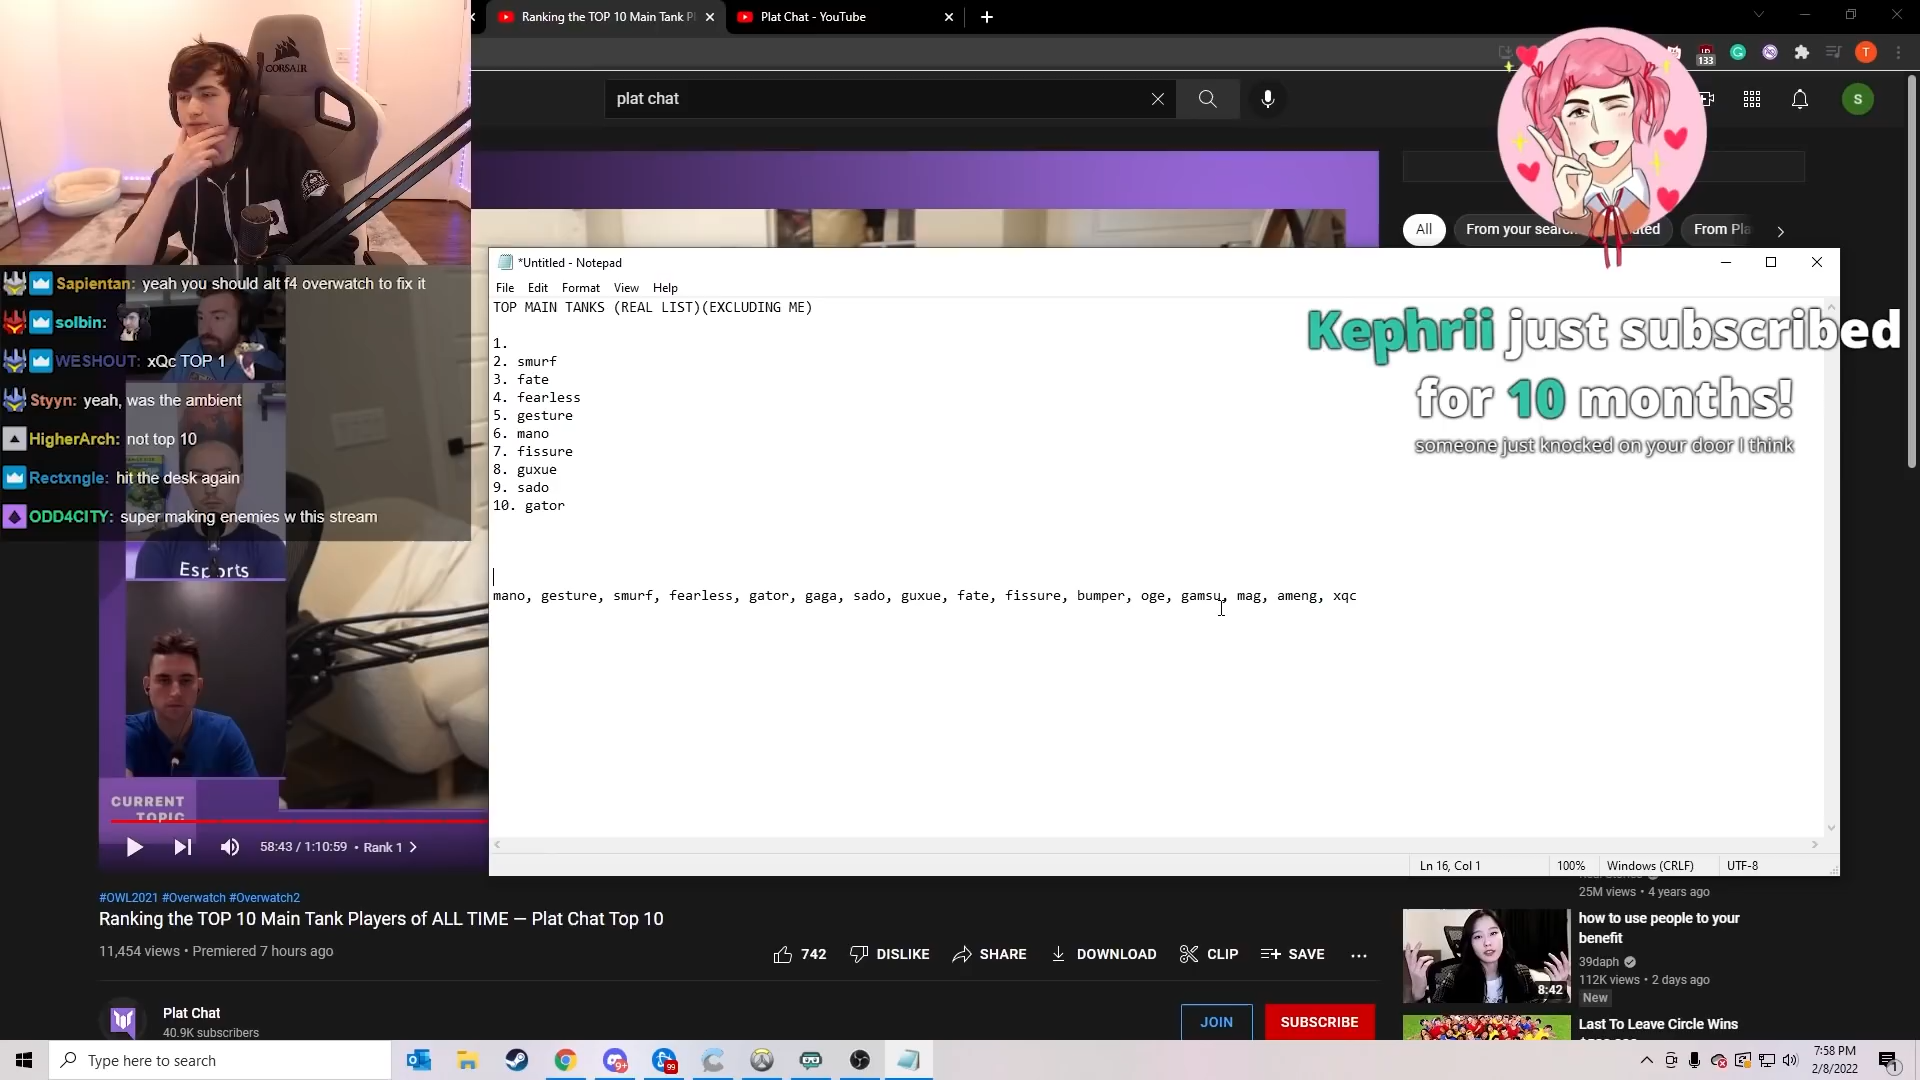 Ranking the TOP 10 Main Tank P
Plat Chat - YouTube
CORSAIR
plat chat
133
T
S
All
From your sear
ted
From Pla
*Untitled - Notepad
File Edit Format View Help
TOP MAIN TANKS (REAL LIST)(EXCLUDING ME)
1.
2. smurf
3. fate
4. fearless
5. gesture
6. mano
7. fissure
8. guxue
9. sado
10. gator
mano, gesture, smurf, fearless, gator, gaga, sado, guxue, fate, fissure, bumper, oge, gamsu, mag, ameng, xqc
Ln 16, Col 1
100%
Windows (CRLF)
UTF-8
Kephrii just subscribed
for 10 months!
someone just knocked on your door I think
Sapientan: yeah you should alt f4 overwatch to fix it
solbin:
WESHOUT: xQc TOP 1
Styyn: yeah, was the ambient
HigherArch: not top 10
Rectxngle: hit the desk again
ODD4CITY: super making enemies w this stream
Esports
CURRENT
TOPIC
58:43 / 1:10:59 • Rank 1
#OWL2021 #Overwatch #Overwatch2
Ranking the TOP 10 Main Tank Players of ALL TIME — Plat Chat Top 10
11,454 views • Premiered 7 hours ago
742
DISLIKE
SHARE
DOWNLOAD
CLIP
SAVE
Plat Chat
40.9K subscribers
JOIN
SUBSCRIBE
25M views • 4 years ago
how to use people to your
benefit
39daph
112K views • 2 days ago
New
8:42
Last To Leave Circle Wins
Type here to search
9+
99
7:58 PM
2/8/2022
1